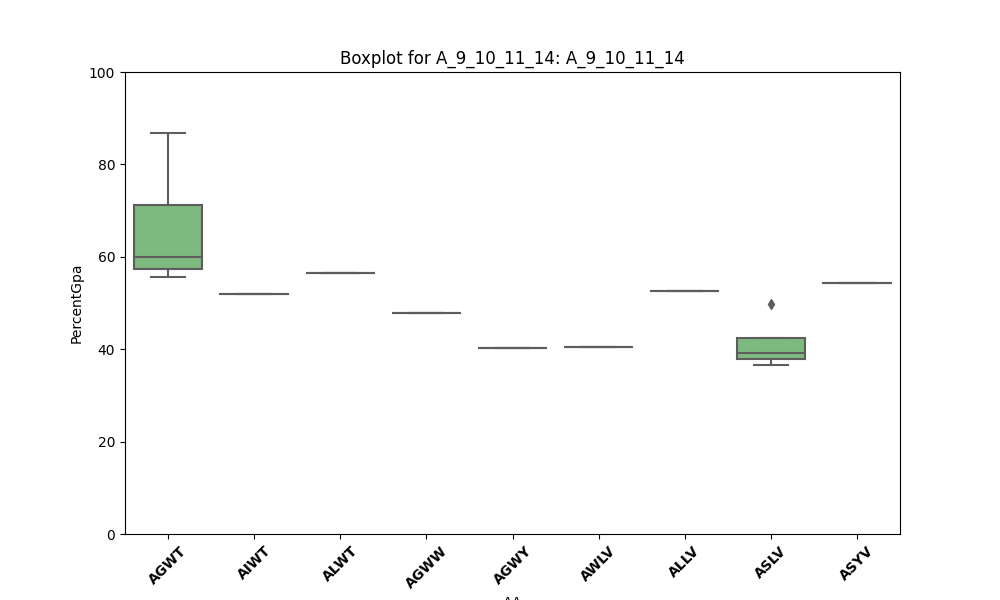 Boxplot for A_9_10_11_14: A_9_10_11_14
100
80
60
40
20
0
PercentGpa
AGWT
AIWT
ALWT
AGWW
AGWY
AWLV
ALLV
ASLV
ASYV